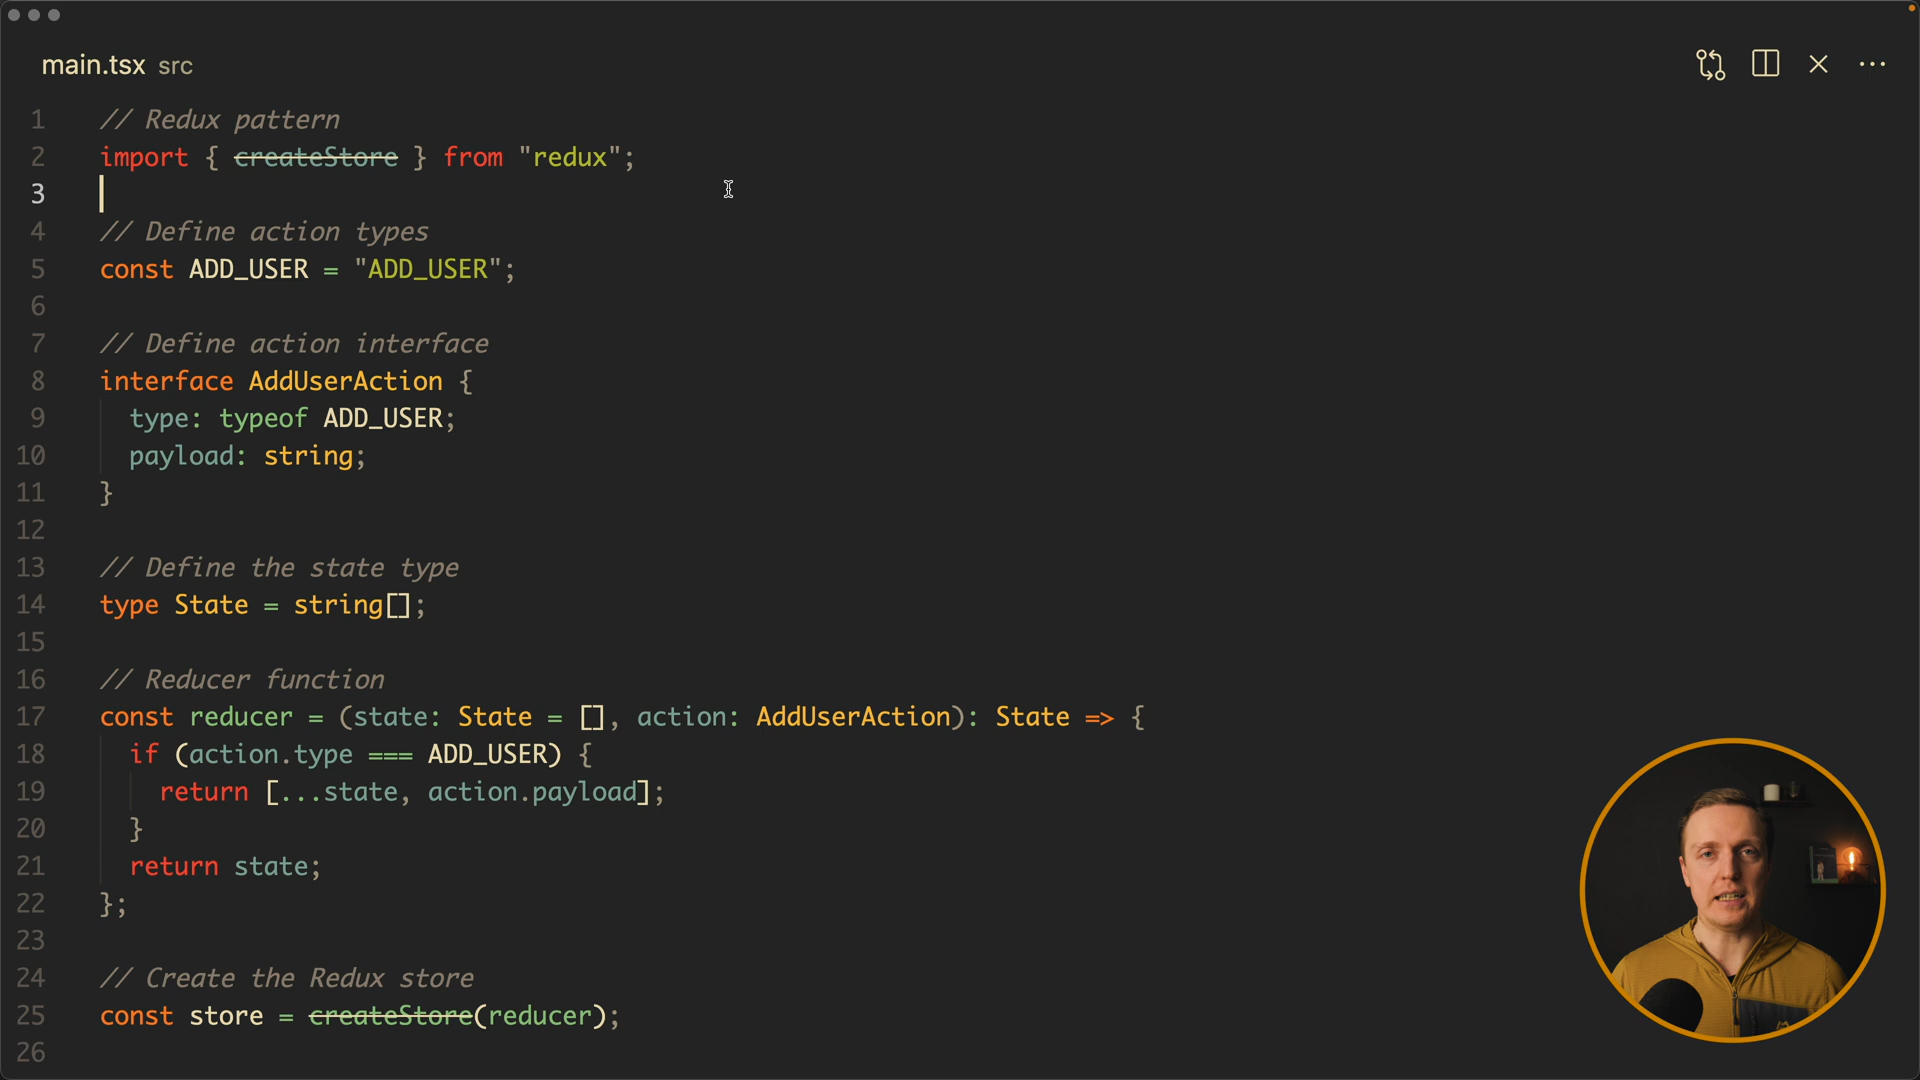 main.tsx src
1 // Redux pattern
2 import { createStore } from "redux";
3
4 // Define action types
5 const ADD_USER = "ADD_USER";
6
7 // Define action interface
8 interface AddUserAction {
9 type: typeof ADD_USER;
10 payload: string;
11 }
12
13 // Define the state type
14 type State = string[];
15
16 // Reducer function
17 const reducer = (state: State = [], action: AddUserAction): State => {
18 if (action.type === ADD_USER) {
19 return [...state, action.payload];
20 }
21 return state;
22 };
23
24 // Create the Redux store
25 const store = createStore(reducer);
26